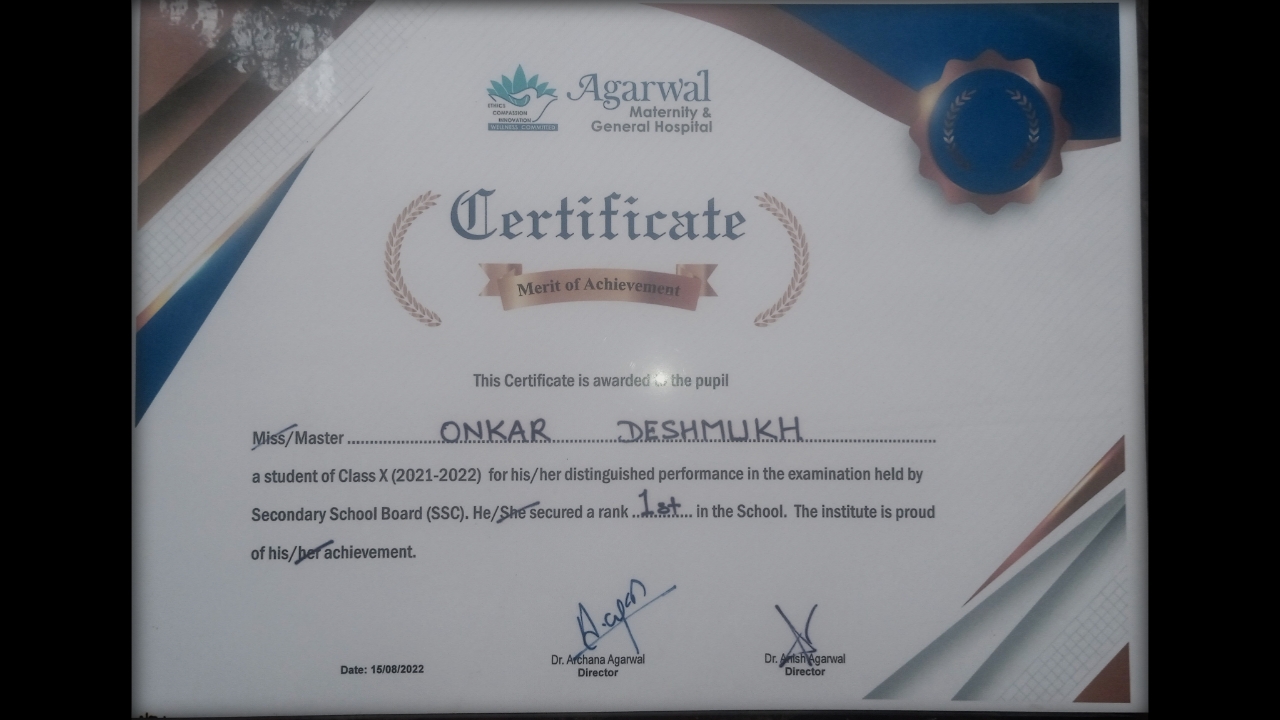 ETHICS
COMPASSION
INNOVATION
WELLNESS COMMITTED
Agarwal
Maternity &
General Hospital
Certificate
Merit of Achievement
This Certificate is awarded to the pupil
Miss/Master ONKAR DESHMUKH
a student of Class X (2021-2022) for his/her distinguished performance in the examination held by
Secondary School Board (SSC). He/She secured a rank 1st in the School. The institute is proud
of his/her achievement.
Date: 15/08/2022
Dr. Archana Agarwal
Director
Dr. Anish Agarwal
Director